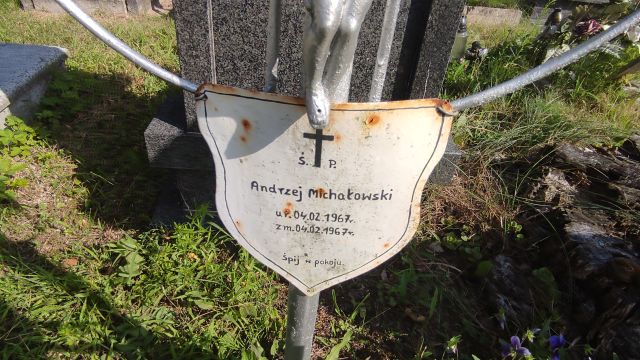 Ś. P.
Andrzej Michałowski
ur. 04.02.1967r.
zm. 04.02.1967r.
Śpij w pokoju